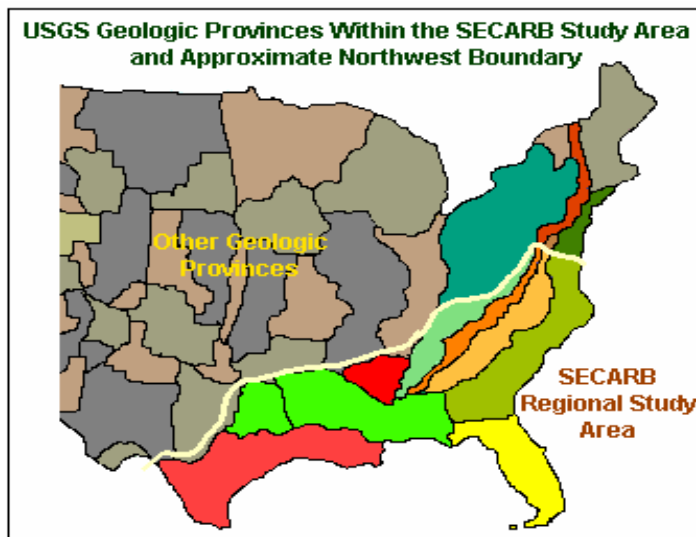 USGS Geologic Provinces Within the SECARB Study Area
and Approximate Northwest Boundary
Other Geologic
Provinces
SECARB
Regional Study
Area